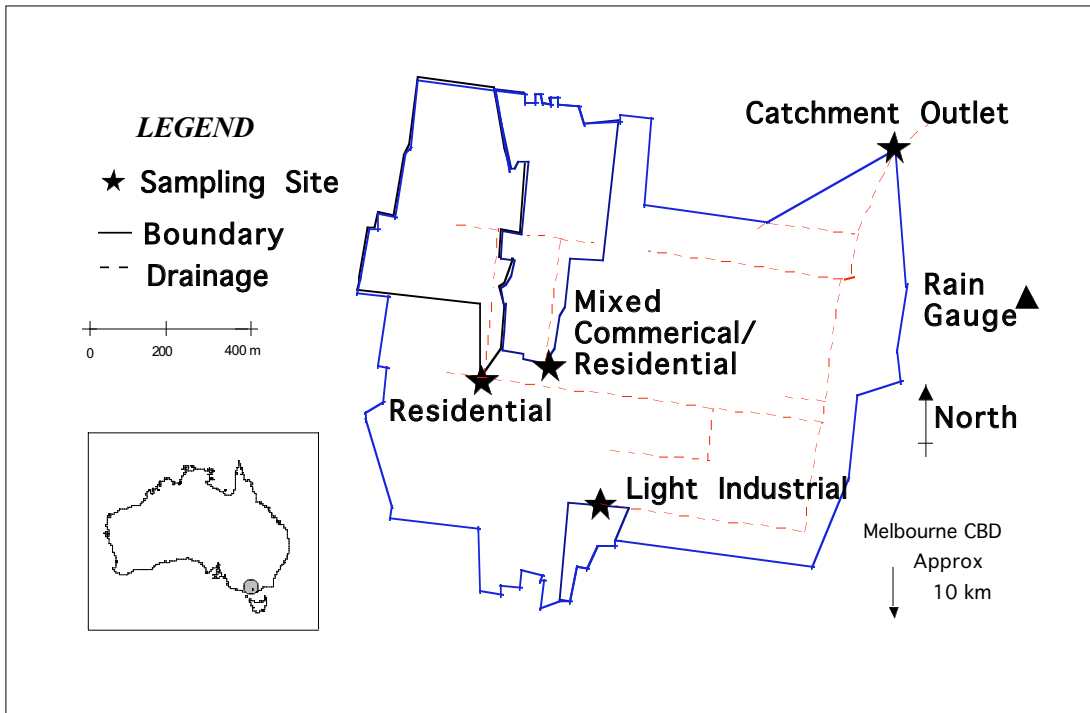 LEGEND
Sampling Site
Boundary
Drainage
0 200 400 m
Catchment Outlet
Rain
Gauge
Mixed
Commerical/
Residential
Residential
North
Light Industrial
Melbourne CBD
Approx
10 km